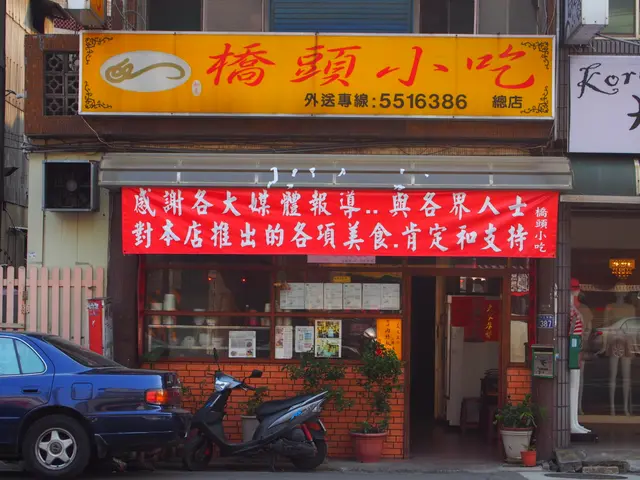 橋頭小吃
外送專線:5516386 總店
Kor
感謝各大媒體報導..與各界人士
對本店推出的各項美食.肯定和支持
橋頭小吃
387